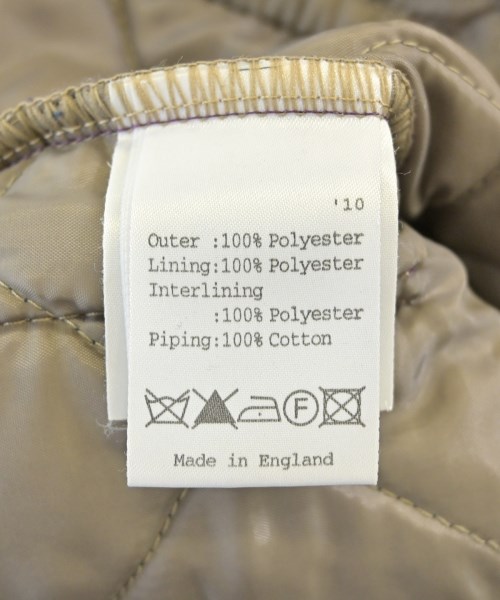 '10
Outer :100% Polyester
Lining:100% Polyester
Interlining
:100% Polyester
Piping:100% Cotton
F
Made in England